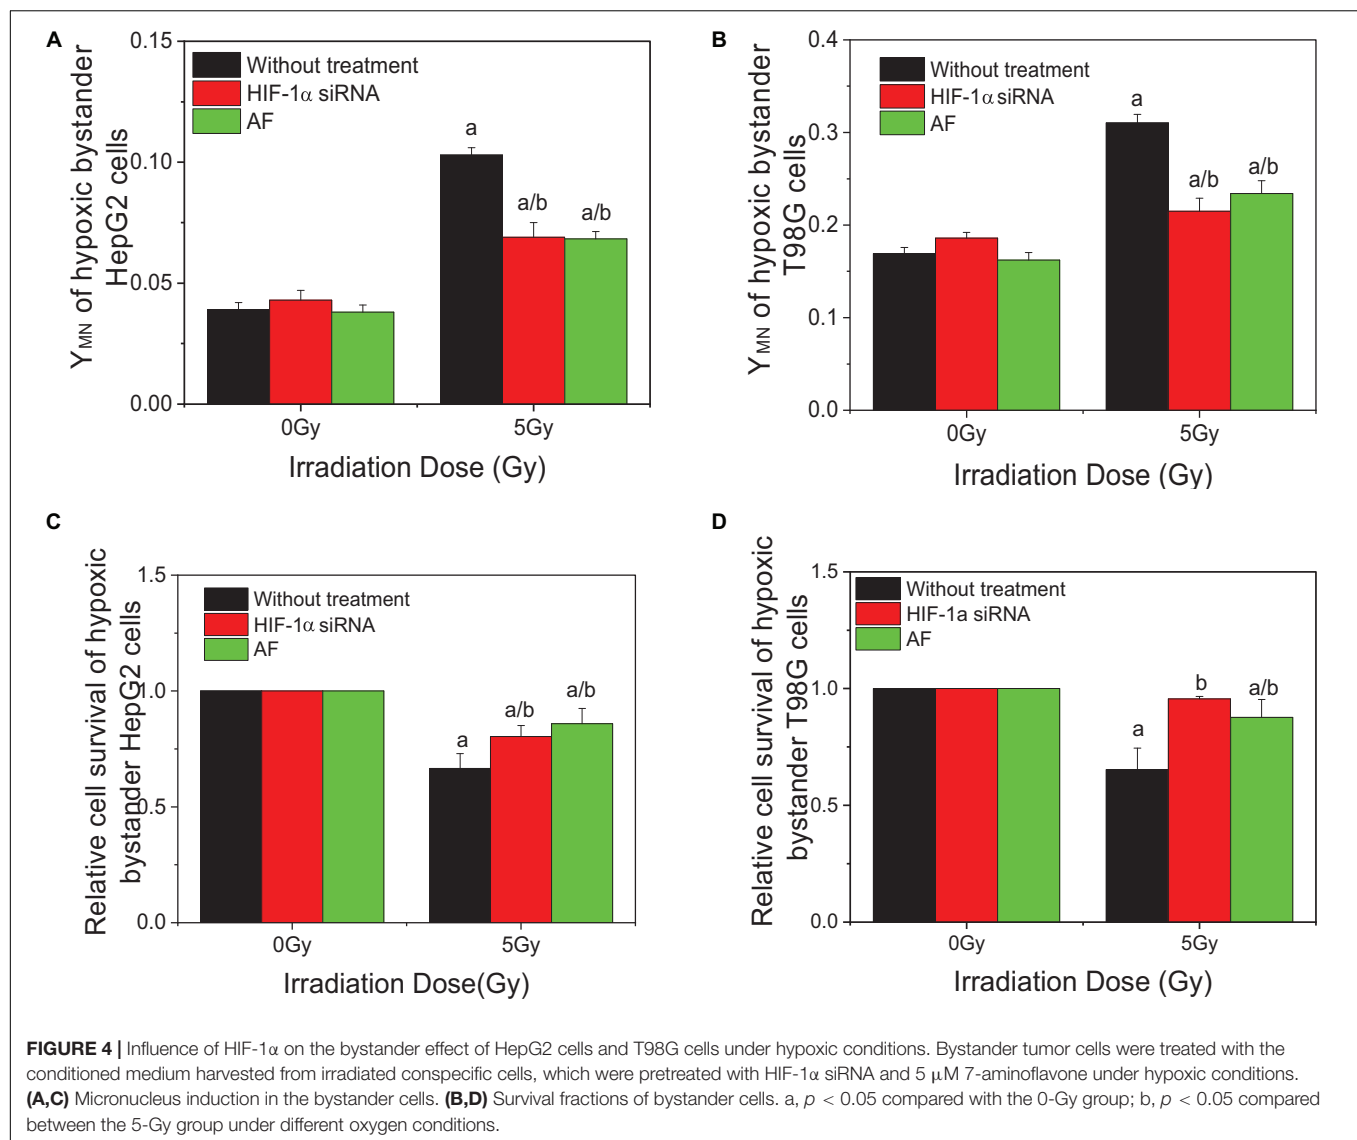 A
Y MN of hypoxic bystander
HepG2 cells
0.15
0.10
0.05
0.00
Without treatment
HIF-1α siRNA
AF
a
a/b
a/b
0Gy
5Gy
Irradiation Dose (Gy)
B
Y MN of hypoxic bystander
T98G cells
0.4
0.3
0.2
0.1
0.0
Without treatment
HIF-1α siRNA
AF
a
a/b
a/b
0Gy
5Gy
Irradiation Dose (Gy)
C
Relative cell survival of hypoxic
bystander HepG2 cells
1.5
1.0
0.5
0.0
Without treatment
HIF-1α siRNA
AF
a
a/b
a/b
0Gy
5Gy
Irradiation Dose(Gy)
D
Relative cell survival of hypoxic
bystander T98G cells
1.5
1.0
0.5
0.0
Without treatment
HIF-1a siRNA
AF
a
b
a/b
0Gy
5Gy
Irradiation Dose (Gy)
FIGURE 4 | Influence of HIF-1α on the bystander effect of HepG2 cells and T98G cells under hypoxic conditions. Bystander tumor cells were treated with the
conditioned medium harvested from irradiated conspecific cells, which were pretreated with HIF-1α siRNA and 5 μM 7-aminoflavone under hypoxic conditions.
(A,C) Micronucleus induction in the bystander cells. (B,D) Survival fractions of bystander cells. a, p < 0.05 compared with the 0-Gy group; b, p < 0.05 compared
between the 5-Gy group under different oxygen conditions.